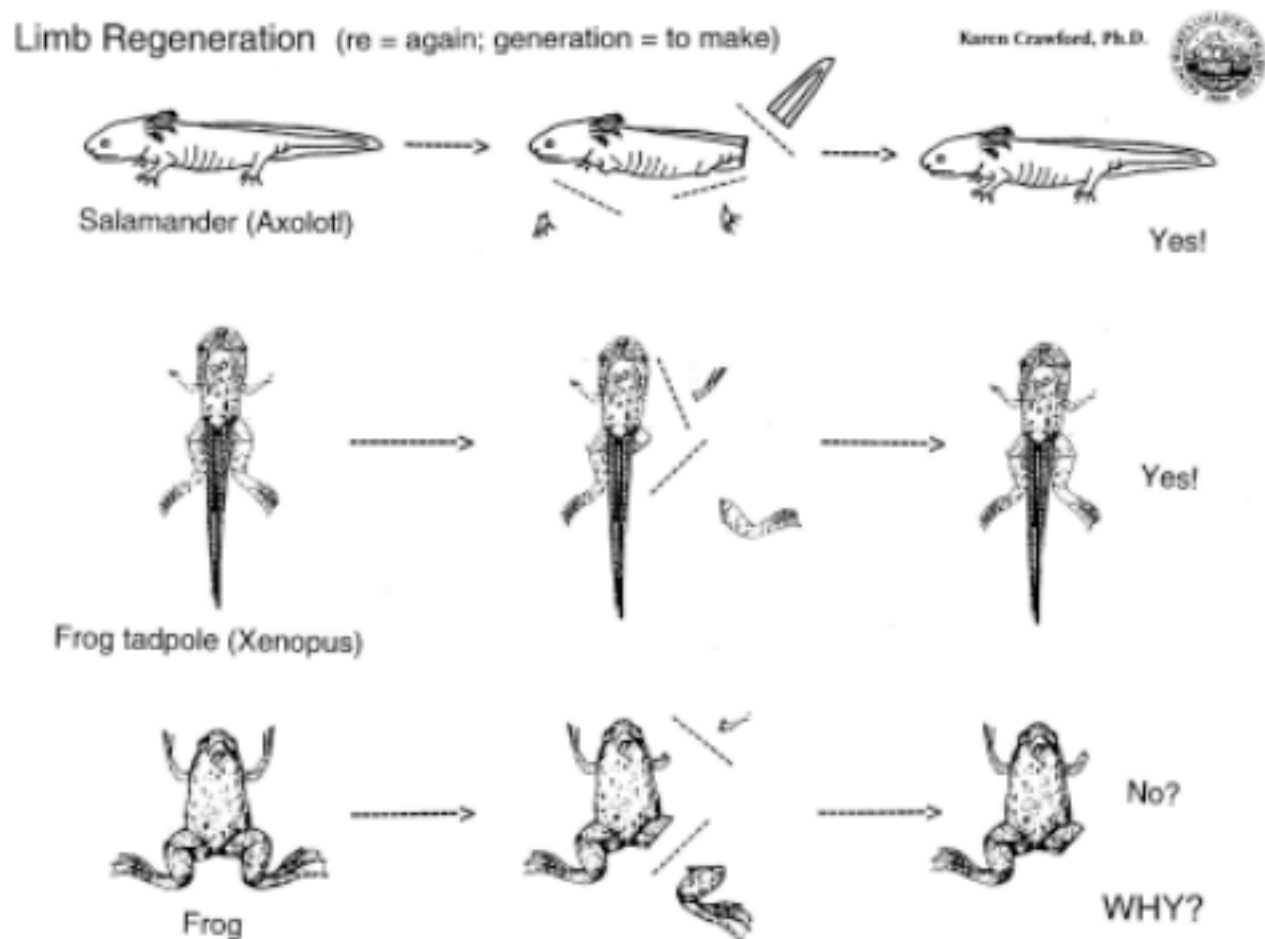 Limb Regeneration (re = again; generation = to make)
Karen Crawford, Ph.D.
Salamander (Axolotl)
Yes!
Yes!
Frog tadpole (Xenopus)
No?
Frog
WHY?